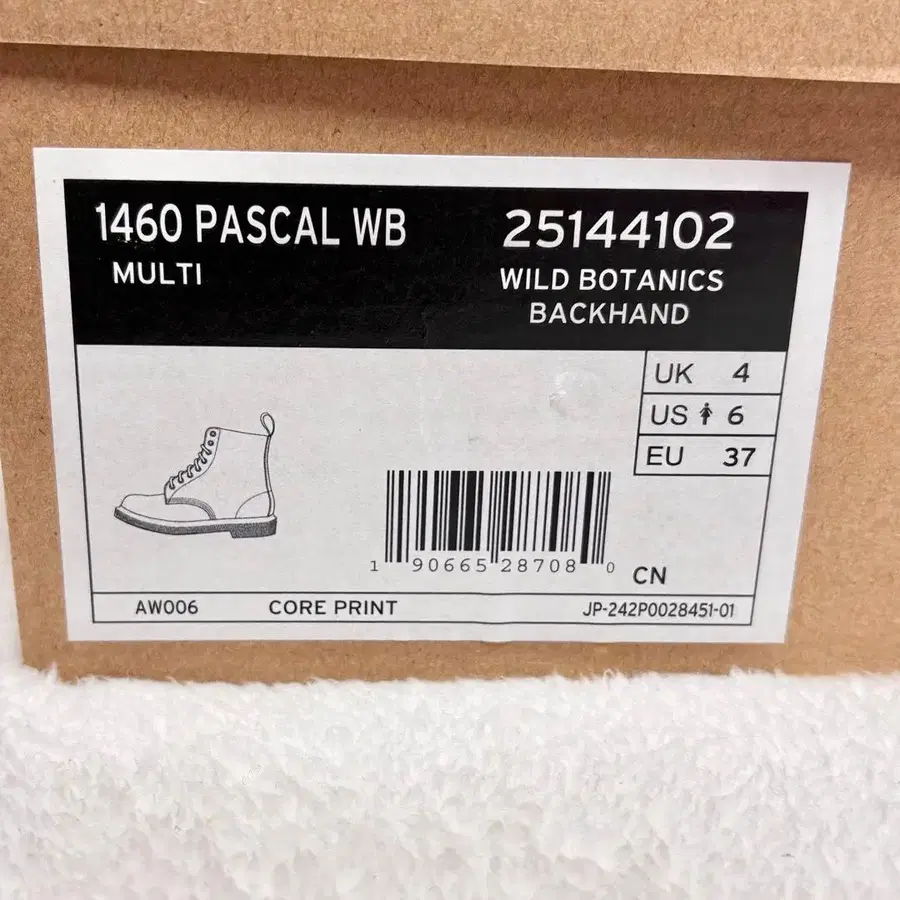 1460 PASCAL WB
MULTI
25144102
WILD BOTANICS
BACKHAND
UK 4
US 6
EU 37
1 90665 28708 0
CN
AW006 CORE PRINT JP-242P0028451-01